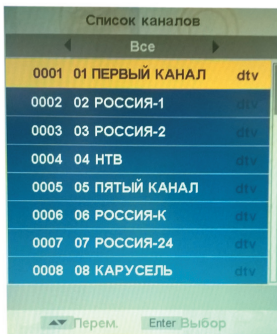 Список каналов
Все
0001 01 ПЕРВЫЙ КАНАЛ dtv
0002 02 РОССИЯ-1 dtv
0003 03 РОССИЯ-2 dtv
0004 04 НТВ dtv
0005 05 ПЯТЫЙ КАНАЛ dtv
0006 06 РОССИЯ-К dtv
0007 07 РОССИЯ-24 dtv
0008 08 КАРУСЕЛЬ dtv
Перем. Enter Выбор